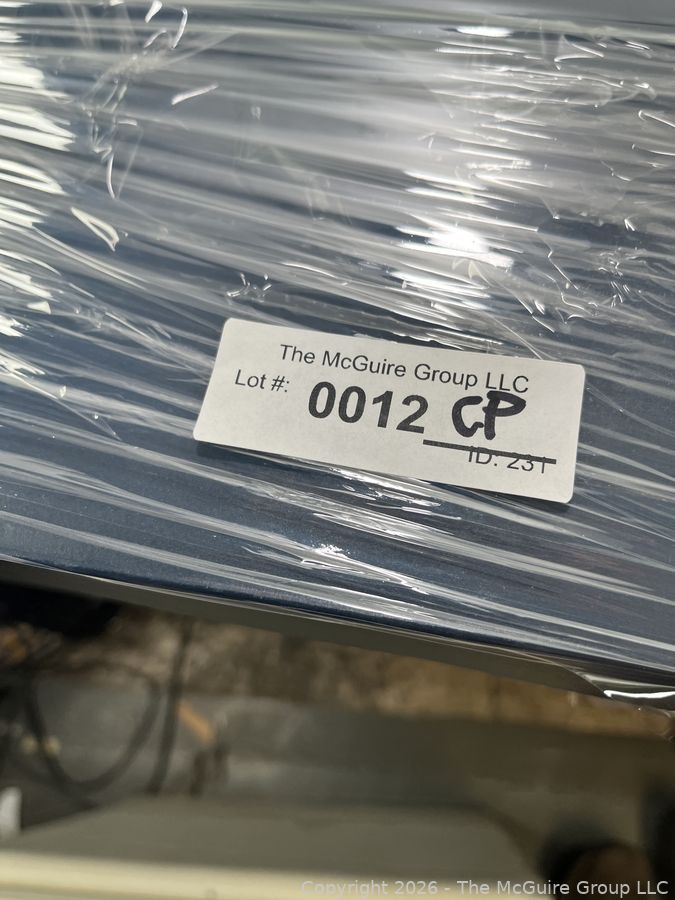 The McGuire Group LLC
Lot #: 0012 CP
ID: 231
Copyright 2026 - The McGuire Group LLC